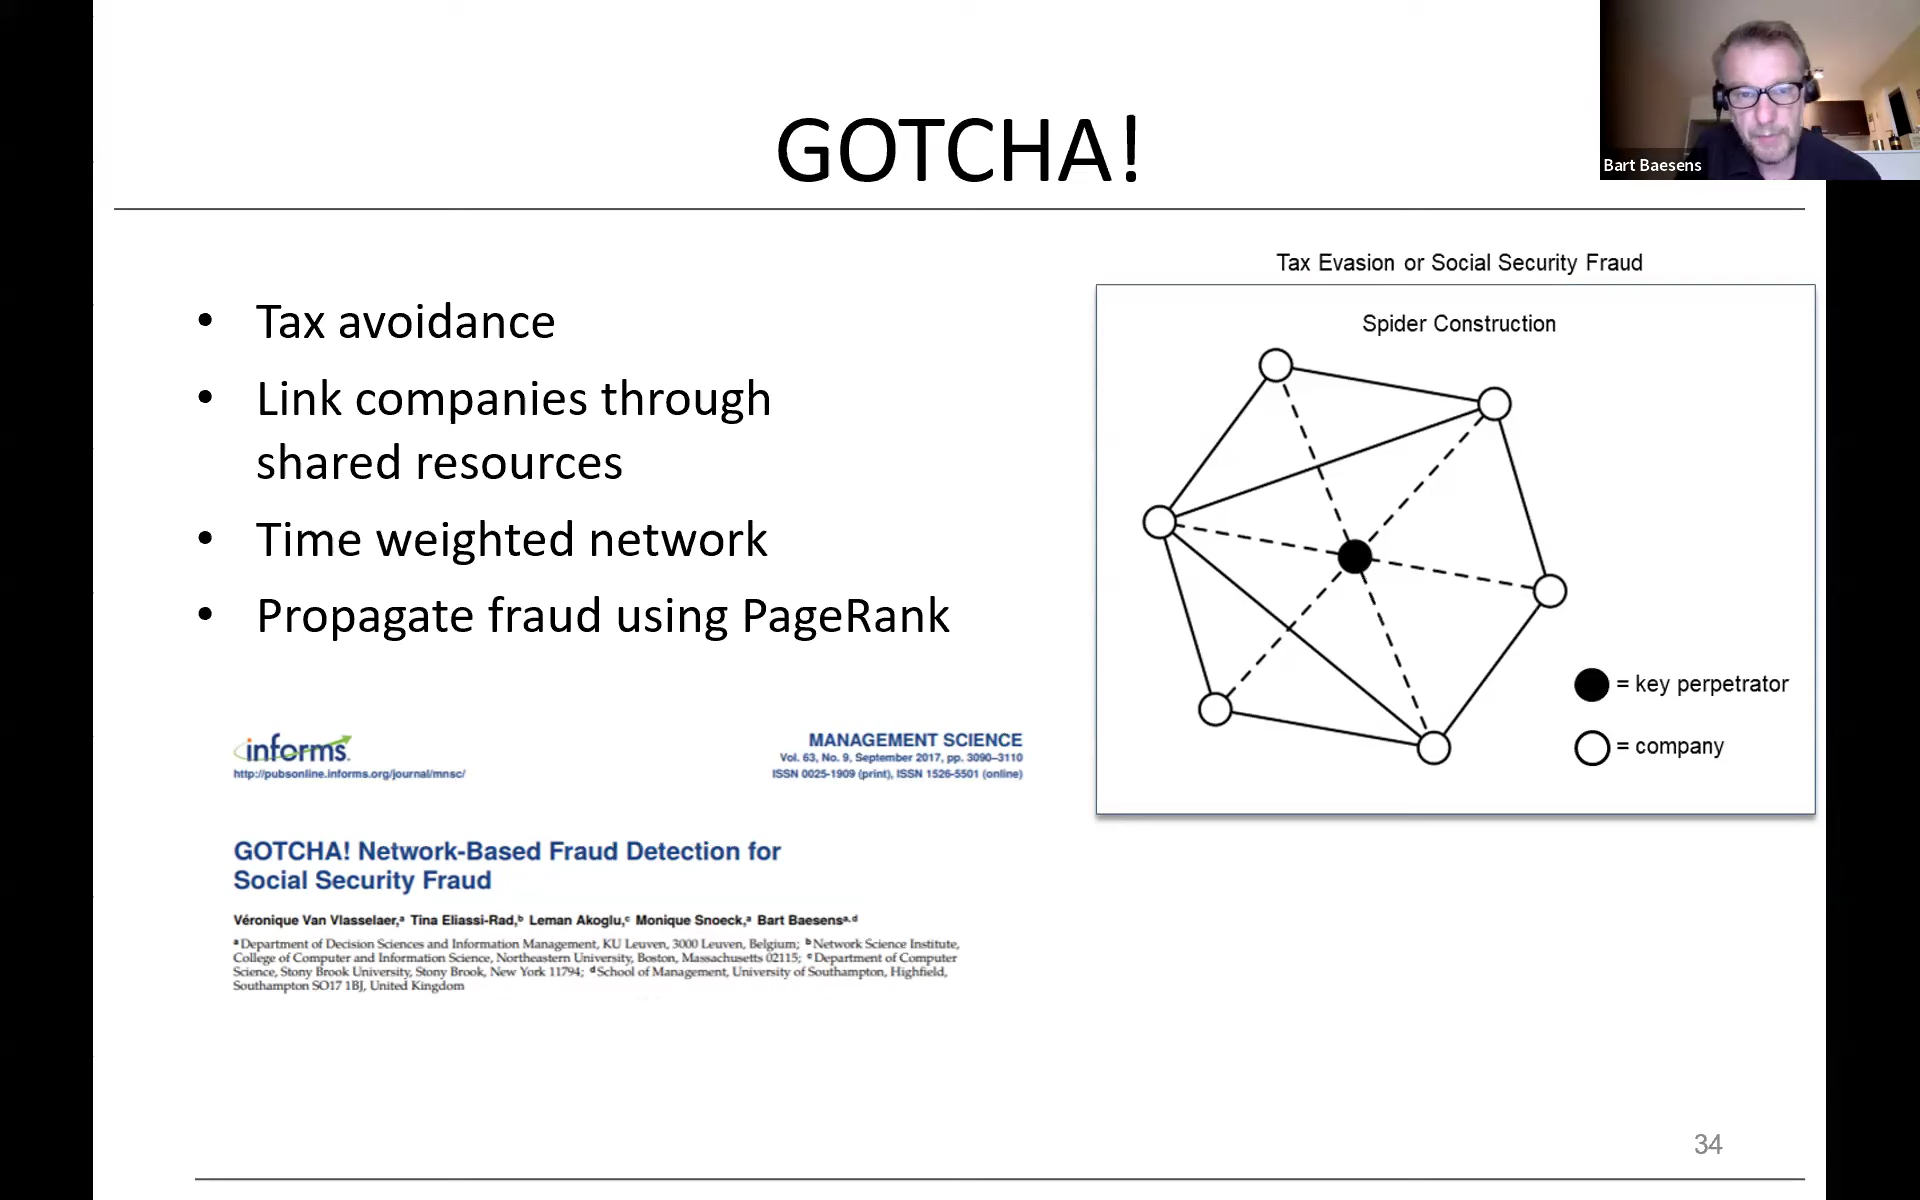 Bart Baesens
GOTCHA!
• Tax avoidance
• Link companies through
shared resources
• Time weighted network
• Propagate fraud using PageRank
Tax Evasion or Social Security Fraud
Spider Construction
= key perpetrator
= company
informs
http://pubsonline.informs.org/journal/mnsc/
MANAGEMENT SCIENCE
Vol. 63, No. 9, September 2017, pp. 3090–3110
ISSN 0025-1909 (print), ISSN 1526-5501 (online)
GOTCHA! Network-Based Fraud Detection for
Social Security Fraud
Véronique Van Vlasselaer,ᵃ Tina Eliassi-Rad,ᵇ Leman Akoglu,ᶜ Monique Snoeck,ᵃ Bart Baesensᵃ,ᵈ
ᵃ Department of Decision Sciences and Information Management, KU Leuven, 3000 Leuven, Belgium; ᵇ Network Science Institute,
College of Computer and Information Science, Northeastern University, Boston, Massachusetts 02115; ᶜ Department of Computer
Science, Stony Brook University, Stony Brook, New York 11794; ᵈ School of Management, University of Southampton, Highfield,
Southampton SO17 1BJ, United Kingdom
34